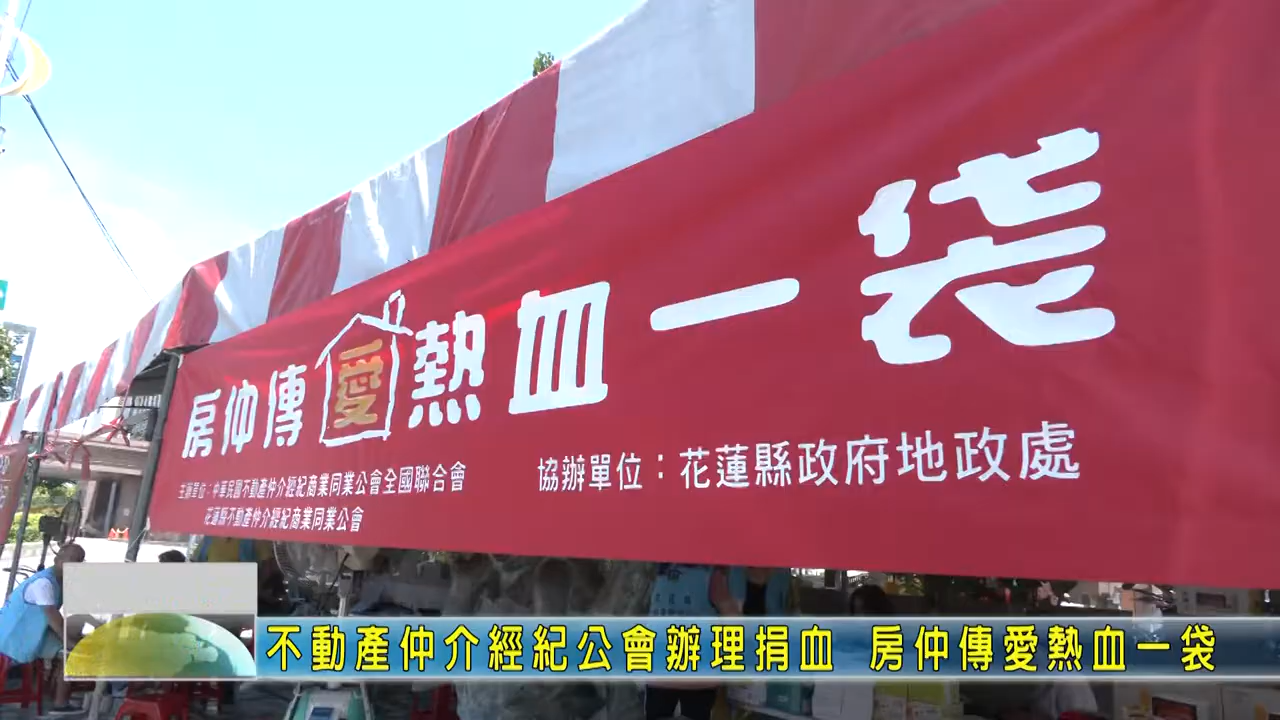 房仲傳愛熱血一袋
主辦單位：中華民國不動產仲介經紀商業同業公會全國聯合會
花蓮縣不動產仲介經紀商業同業公會
協辦單位：花蓮縣政府地政處
不動產仲介經紀公會辦理捐血 房仲傳愛熱血一袋